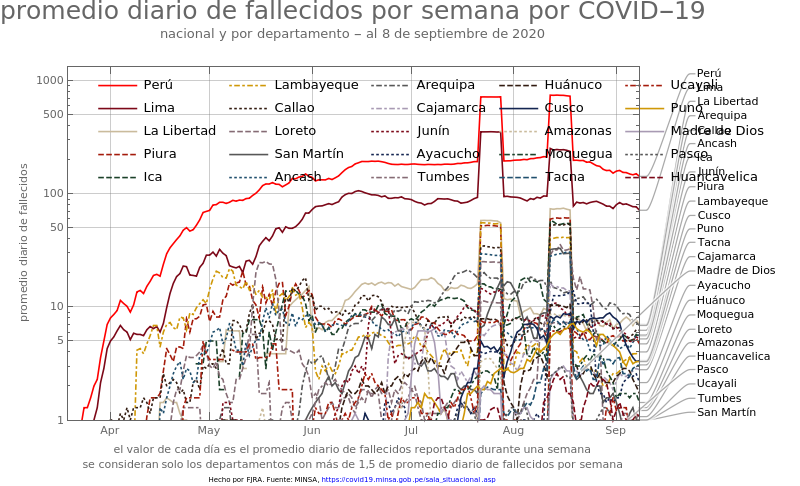 promedio diario de fallecidos por semana por COVID−19
nacional y por departamento − al 8 de septiembre de 2020
promedio diario de fallecidos
1000
500
100
50
10
5
1
Apr May Jun Jul Aug Sep
Perú Lambayeque Arequipa Huánuco Ucayali
Lima Callao Cajamarca Cusco Puno
La Libertad Loreto Junín Amazonas Madre de Dios
Piura San Martín Ayacucho Moquegua Pasco
Ica Ancash Tumbes Tacna Huancavelica
Perú
Lima
La Libertad
Arequipa
Callao
Ancash
Ica
Junín
Piura
Lambayeque
Cusco
Puno
Tacna
Cajamarca
Madre de Dios
Ayacucho
Huánuco
Moquegua
Loreto
Amazonas
Huancavelica
Pasco
Ucayali
Tumbes
San Martín
el valor de cada día es el promedio diario de fallecidos reportados durante una semana
se consideran solo los departamentos con más de 1,5 de promedio diario de fallecidos por semana
Hecho por FJRA. Fuente: MINSA, https://covid19.minsa.gob.pe/sala_situacional.asp